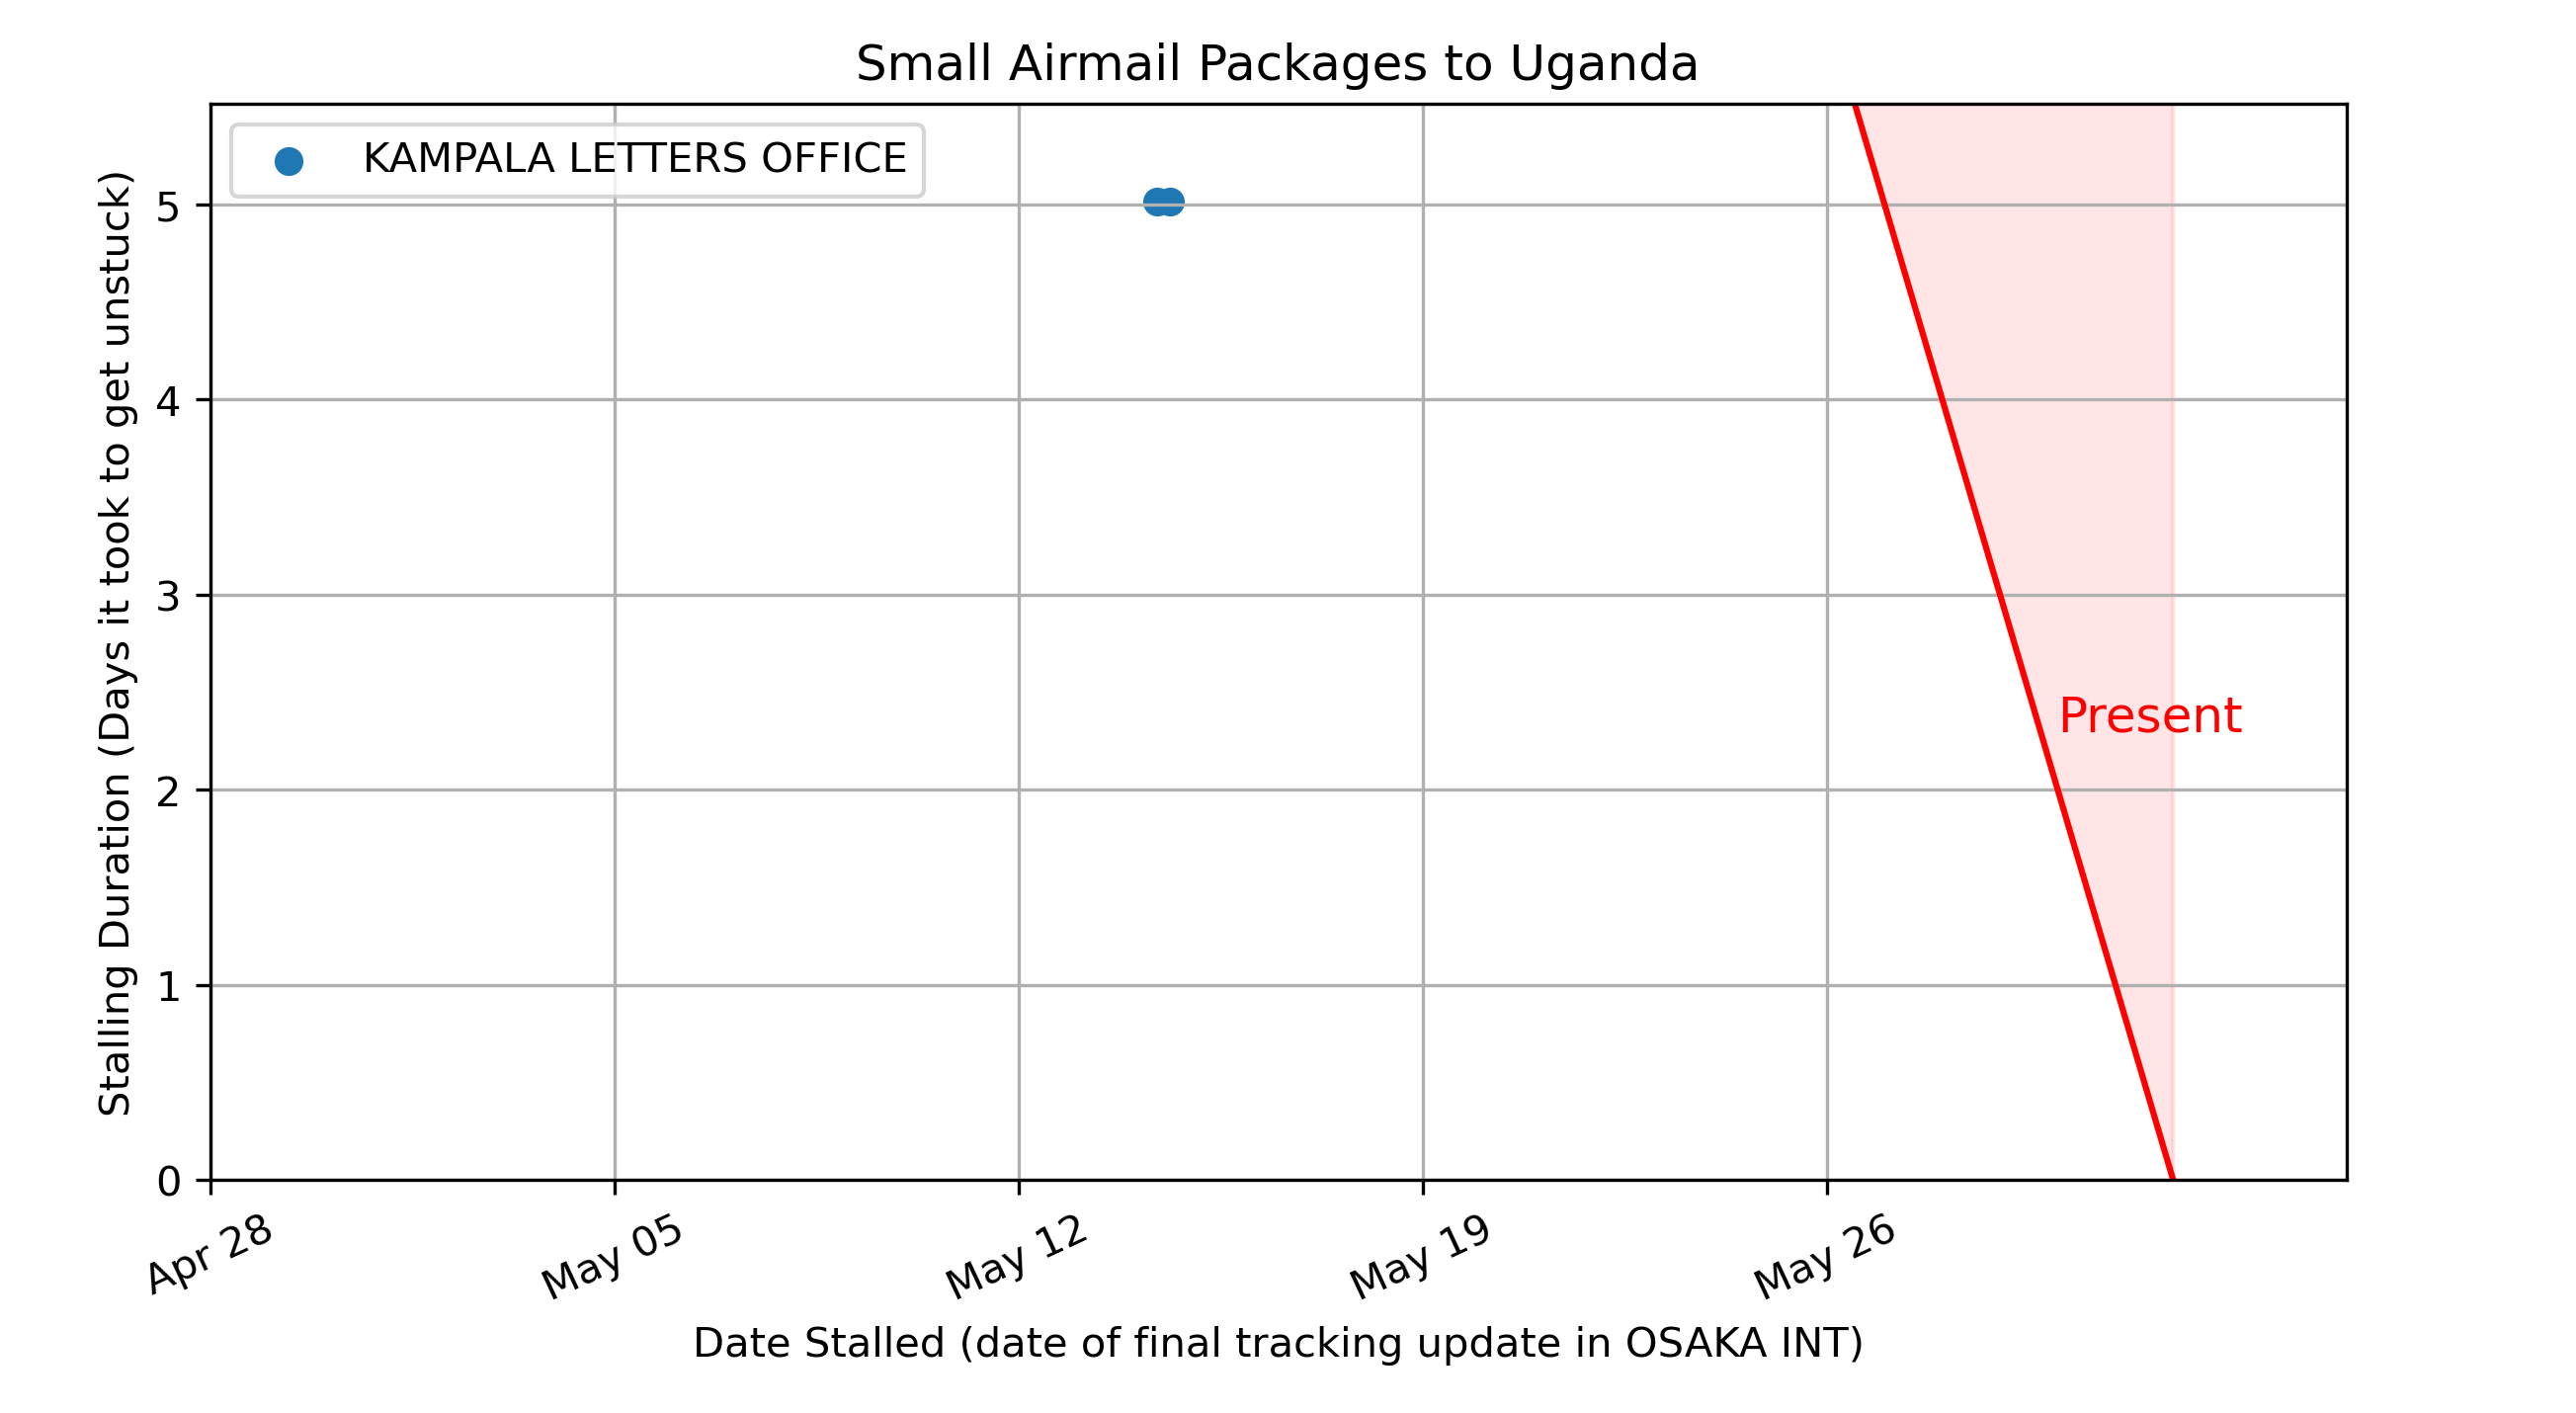 Small Airmail Packages to Uganda
KAMPALA LETTERS OFFICE
Stalling Duration (Days it took to get unstuck)
5
4
3
2
1
0
Present
Apr 28
May 05
May 12
May 19
May 26
Date Stalled (date of final tracking update in OSAKA INT)